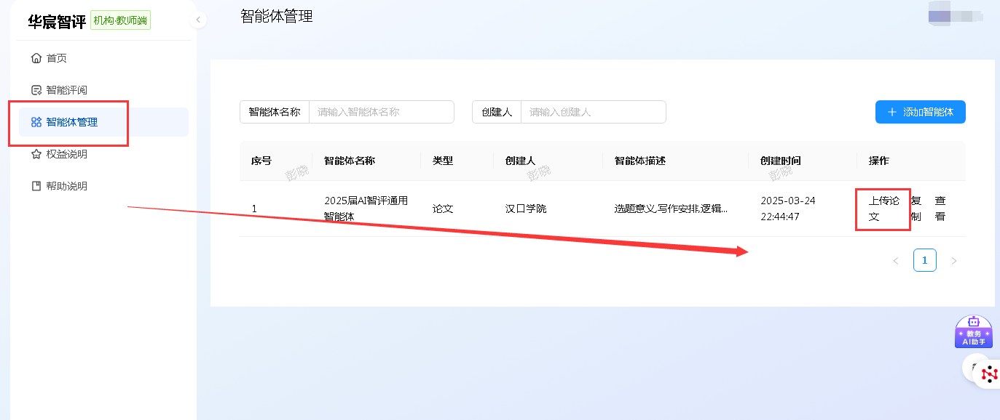 华宸智评 机构·教师端
智能体管理
首页
智能评阅
智能体管理
权益说明
帮助说明
智能体名称 请输入智能体名称 创建人 请输入创建人 添加智能体
序号 智能体名称 类型 创建人 智能体描述 创建时间 操作
彭晓 彭晓 彭晓
1 2025届AI智评通用 论文 汉口学院 选题意义,写作安排,逻辑... 2025-03-24 上传论 复 查
智能体 22:44:47 文 制 看
1
教务
AI助手